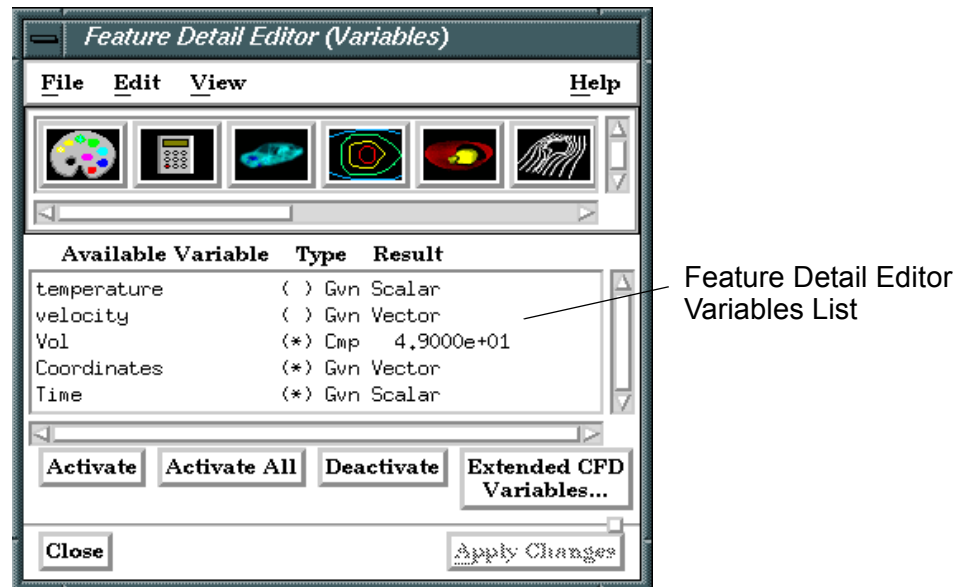 Feature Detail Editor (Variables)
File Edit View Help
Available Variable Type Result
temperature ( ) Gvn Scalar
velocity ( ) Gvn Vector
Vol (*) Cmp 4.9000e+01
Coordinates (*) Gvn Vector
Time (*) Gvn Scalar
Feature Detail Editor
Variables List
Activate Activate All Deactivate Extended CFD
Variables...
Close Apply Changes